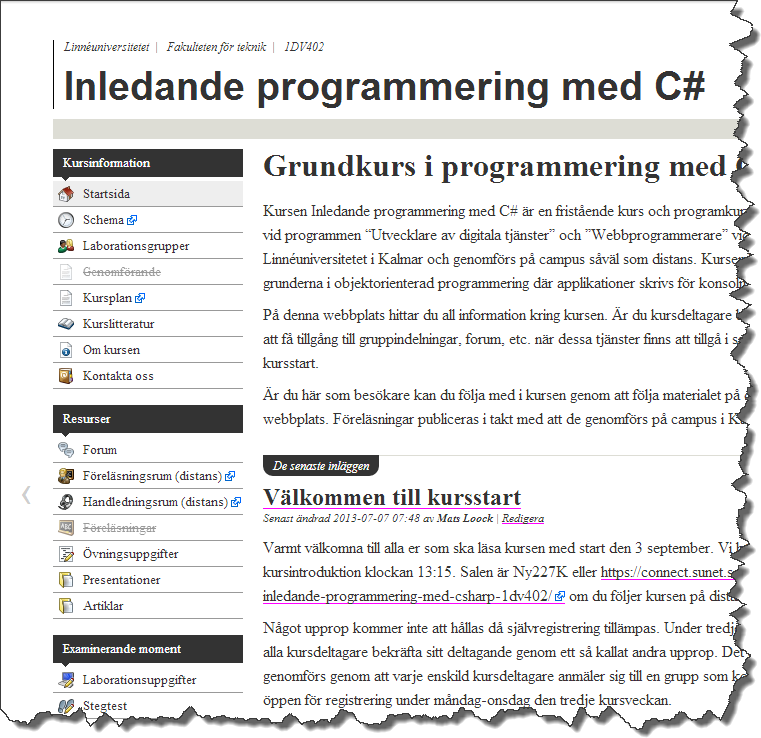 Linnéuniversitetet | Fakulteten för teknik | 1DV402
Inledande programmering med C#
Kursinformation
Startsida
Schema
Laborationsgrupper
Genomförande
Kursplan
Kurslitteratur
Om kursen
Kontakta oss
Resurser
Forum
Föreläsningsrum (distans)
Handledningsrum (distans)
Föreläsningar
Övningsuppgifter
Presentationer
Artiklar
Examinerande moment
Laborationsuppgifter
Stegtest
Grundkurs i programmering med
Kursen Inledande programmering med C# är en fristående kurs och
vid programmen “Utvecklare av digitala tjänster” och ”Webbprogrammerare”
Linnéuniversitetet i Kalmar och genomförs på campus såväl som distans.
grunderna i objektorienterad programmering där applikationer skrivs för
På denna webbplats hittar du all information kring kursen. Är du kursdeltagare
att få tillgång till gruppindelningar, forum, etc. när dessa tjänster finns att tillgå i
kursstart.
Är du här som besökare kan du följa med i kursen genom att följa materialet på
webbplats. Föreläsningar publiceras i takt med att de genomförs på campus i
De senaste inläggen
Välkommen till kursstart
Senast ändrad 2013-07-07 07:48 av Mats Loock | Redigera
Varmt välkomna till alla er som ska läsa kursen med start den 3 september. Vi
kursintroduktion klockan 13:15. Salen är Ny227K eller https://connect.sunet.s
inledande-programmering-med-csharp-1dv402/ om du följer kursen på
Något upprop kommer inte att hållas då självregistrering tillämpas. Under
alla kursdeltagare bekräfta sitt deltagande genom ett så kallat andra upprop. Det
genomförs genom att varje enskild kursdeltagare anmäler sig till en grupp som
öppen för registrering under måndag-onsdag den tredje kursveckan.